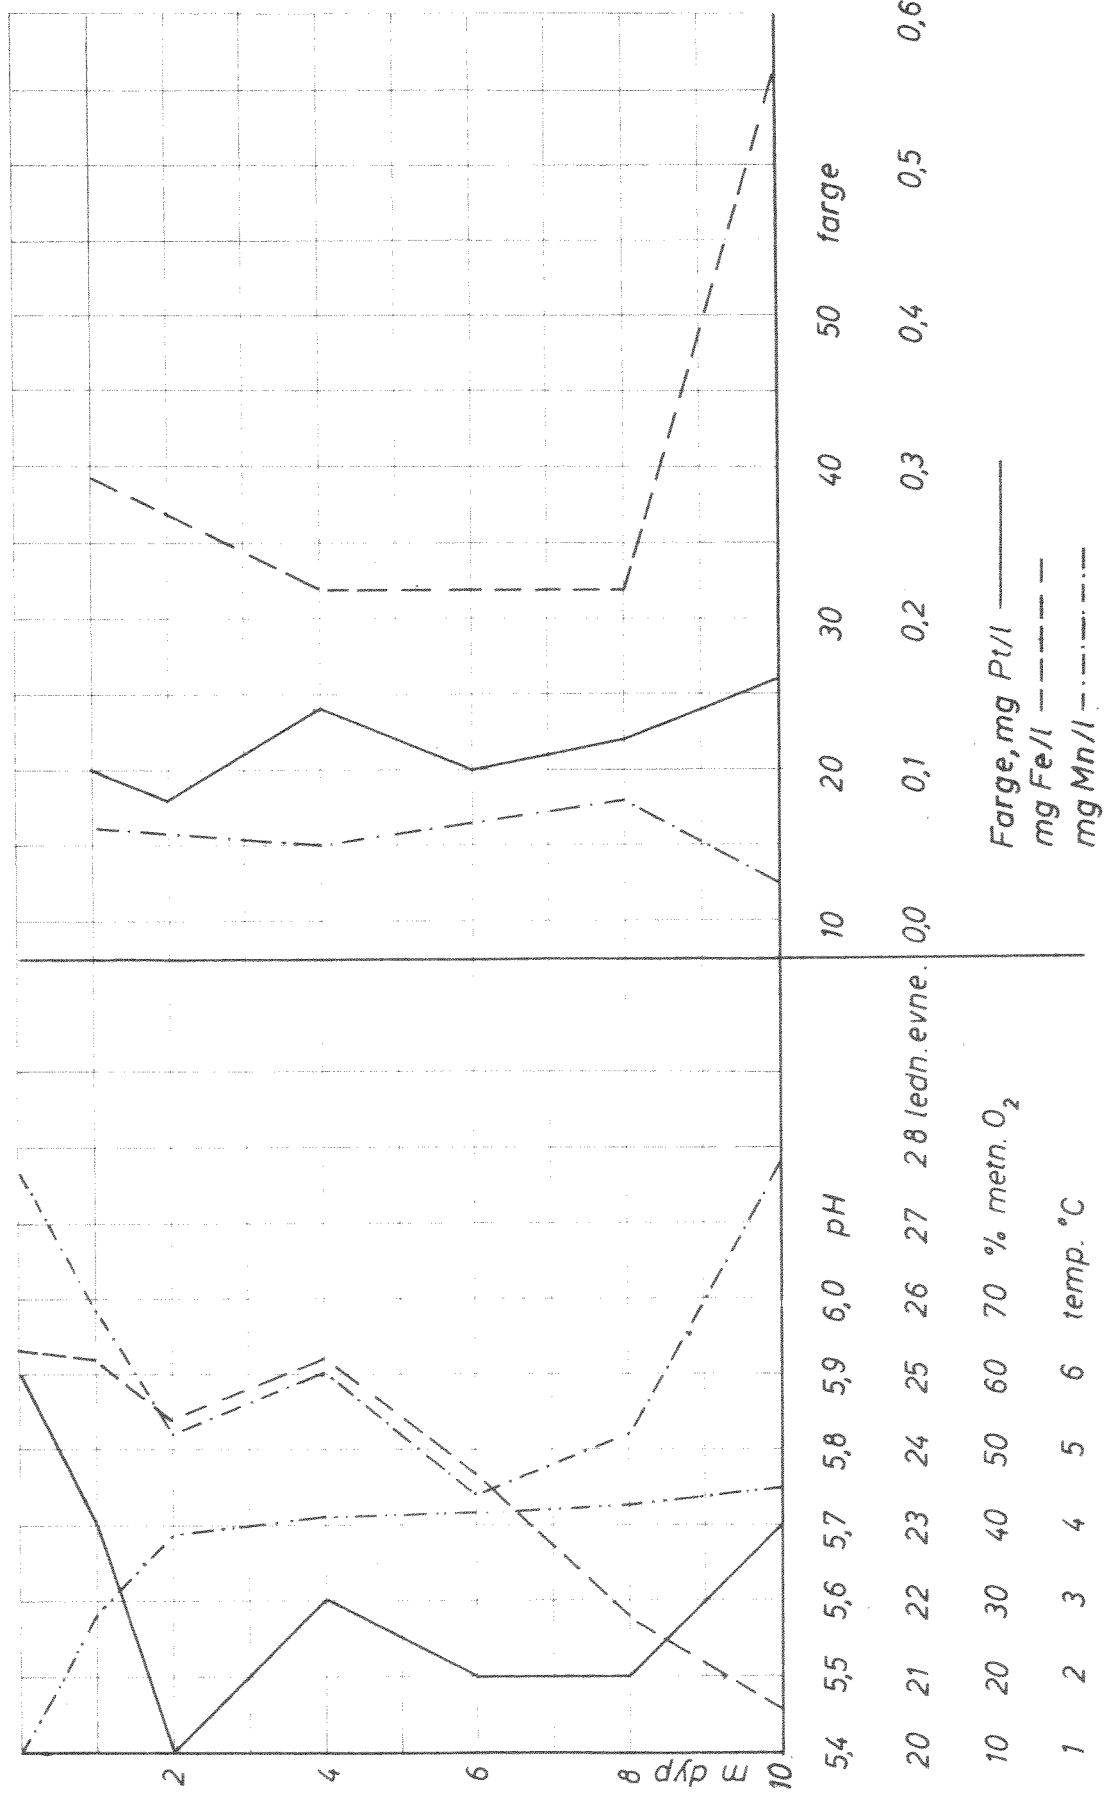 2
4
6
8
10
m dyp
5,4 5,5 5,6 5,7 5,8 5,9 6,0 pH
20 21 22 23 24 25 26 27 28 ledn. evne.
10 20 30 40 50 60 70 % metn. O₂
1 2 3 4 5 6 temp. °C
10 20 30 40 50 farge
0,0 0,1 0,2 0,3 0,4 0,5 0,6
Farge, mg Pt/l
mg Fe/l
mg Mn/l